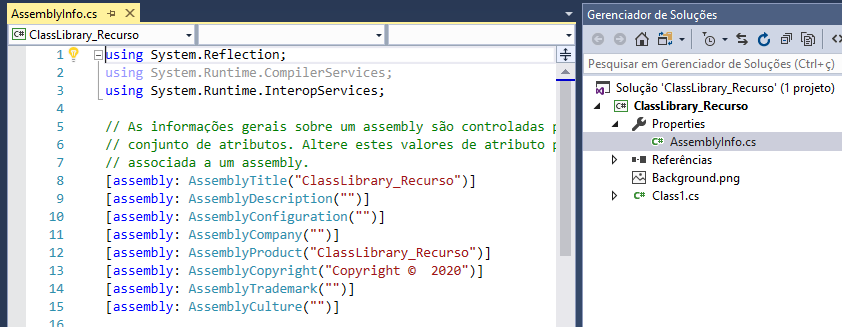 AssemblyInfo.cs
ClassLibrary_Recurso
1 using System.Reflection;
2 using System.Runtime.CompilerServices;
3 using System.Runtime.InteropServices;
4
5 // As informações gerais sobre um assembly são controladas
6 // conjunto de atributos. Altere estes valores de atributo
7 // associada a um assembly.
8 [assembly: AssemblyTitle("ClassLibrary_Recurso")]
9 [assembly: AssemblyDescription("")]
10 [assembly: AssemblyConfiguration("")]
11 [assembly: AssemblyCompany("")]
12 [assembly: AssemblyProduct("ClassLibrary_Recurso")]
13 [assembly: AssemblyCopyright("Copyright ©  2020")]
14 [assembly: AssemblyTrademark("")]
15 [assembly: AssemblyCulture("")]
16
Gerenciador de Soluções
Pesquisar em Gerenciador de Soluções (Ctrl+ç)
Solução 'ClassLibrary_Recurso' (1 projeto)
C# ClassLibrary_Recurso
Properties
C# AssemblyInfo.cs
Referências
Background.png
C# Class1.cs